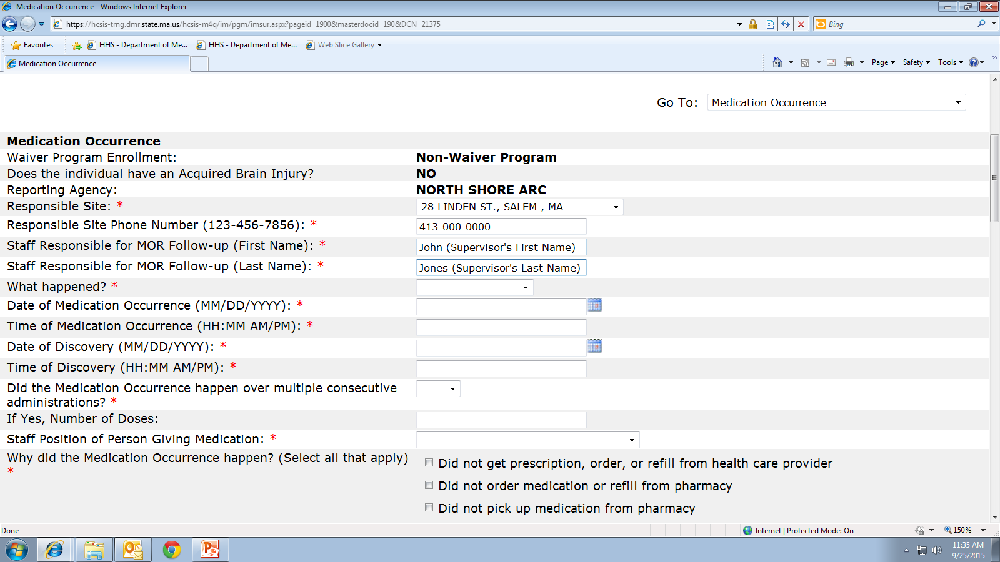 Medication Occurrence - Windows Internet Explorer
https://hcsis-trng.dmr.state.ma.us/hcsis-m4q/im/pgm/imsur.aspx?pageid=1900&masterdocid=190&DCN=21375
Bing
Favorites
HHS - Department of Me...
HHS - Department of Me...
Web Slice Gallery
Medication Occurrence
Page
Safety
Tools
Go To:
Medication Occurrence
Medication Occurrence
Waiver Program Enrollment: Non-Waiver Program
Does the individual have an Acquired Brain Injury? NO
Reporting Agency: NORTH SHORE ARC
Responsible Site: * 28 LINDEN ST., SALEM , MA
Responsible Site Phone Number (123-456-7856): * 413-000-0000
Staff Responsible for MOR Follow-up (First Name): * John (Supervisor's First Name)
Staff Responsible for MOR Follow-up (Last Name): * Jones (Supervisor's Last Name)
What happened? *
Date of Medication Occurrence (MM/DD/YYYY): *
Time of Medication Occurrence (HH:MM AM/PM): *
Date of Discovery (MM/DD/YYYY): *
Time of Discovery (HH:MM AM/PM): *
Did the Medication Occurrence happen over multiple consecutive
administrations? *
If Yes, Number of Doses:
Staff Position of Person Giving Medication: *
Why did the Medication Occurrence happen? (Select all that apply)
*
Did not get prescription, order, or refill from health care provider
Did not order medication or refill from pharmacy
Did not pick up medication from pharmacy
Done
Internet | Protected Mode: On
150%
11:35 AM
9/25/2015